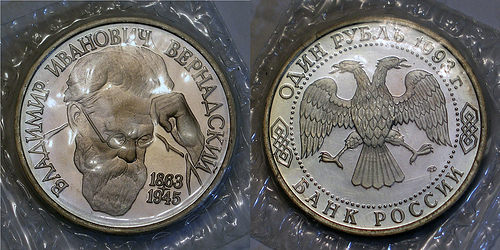 ВЛАДИМИР ИВАНОВИЧ ВЕРНАДСКИЙ
1863
1945
ОДИН РУБЛЬ 1993 г.
БАНК РОССИИ